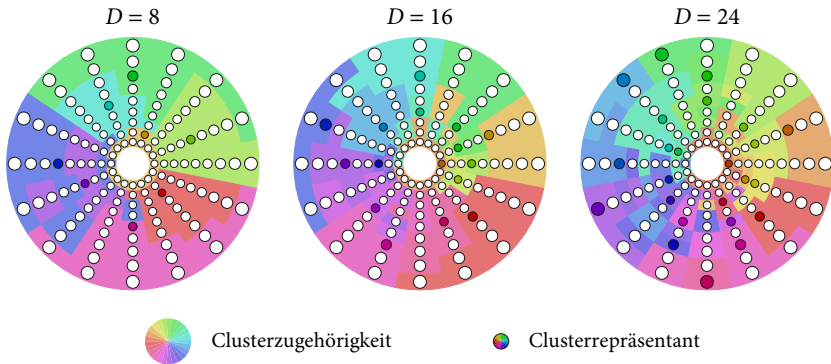 D = 8 D = 16 D = 24
Clusterzugehörigkeit Clusterrepräsentant